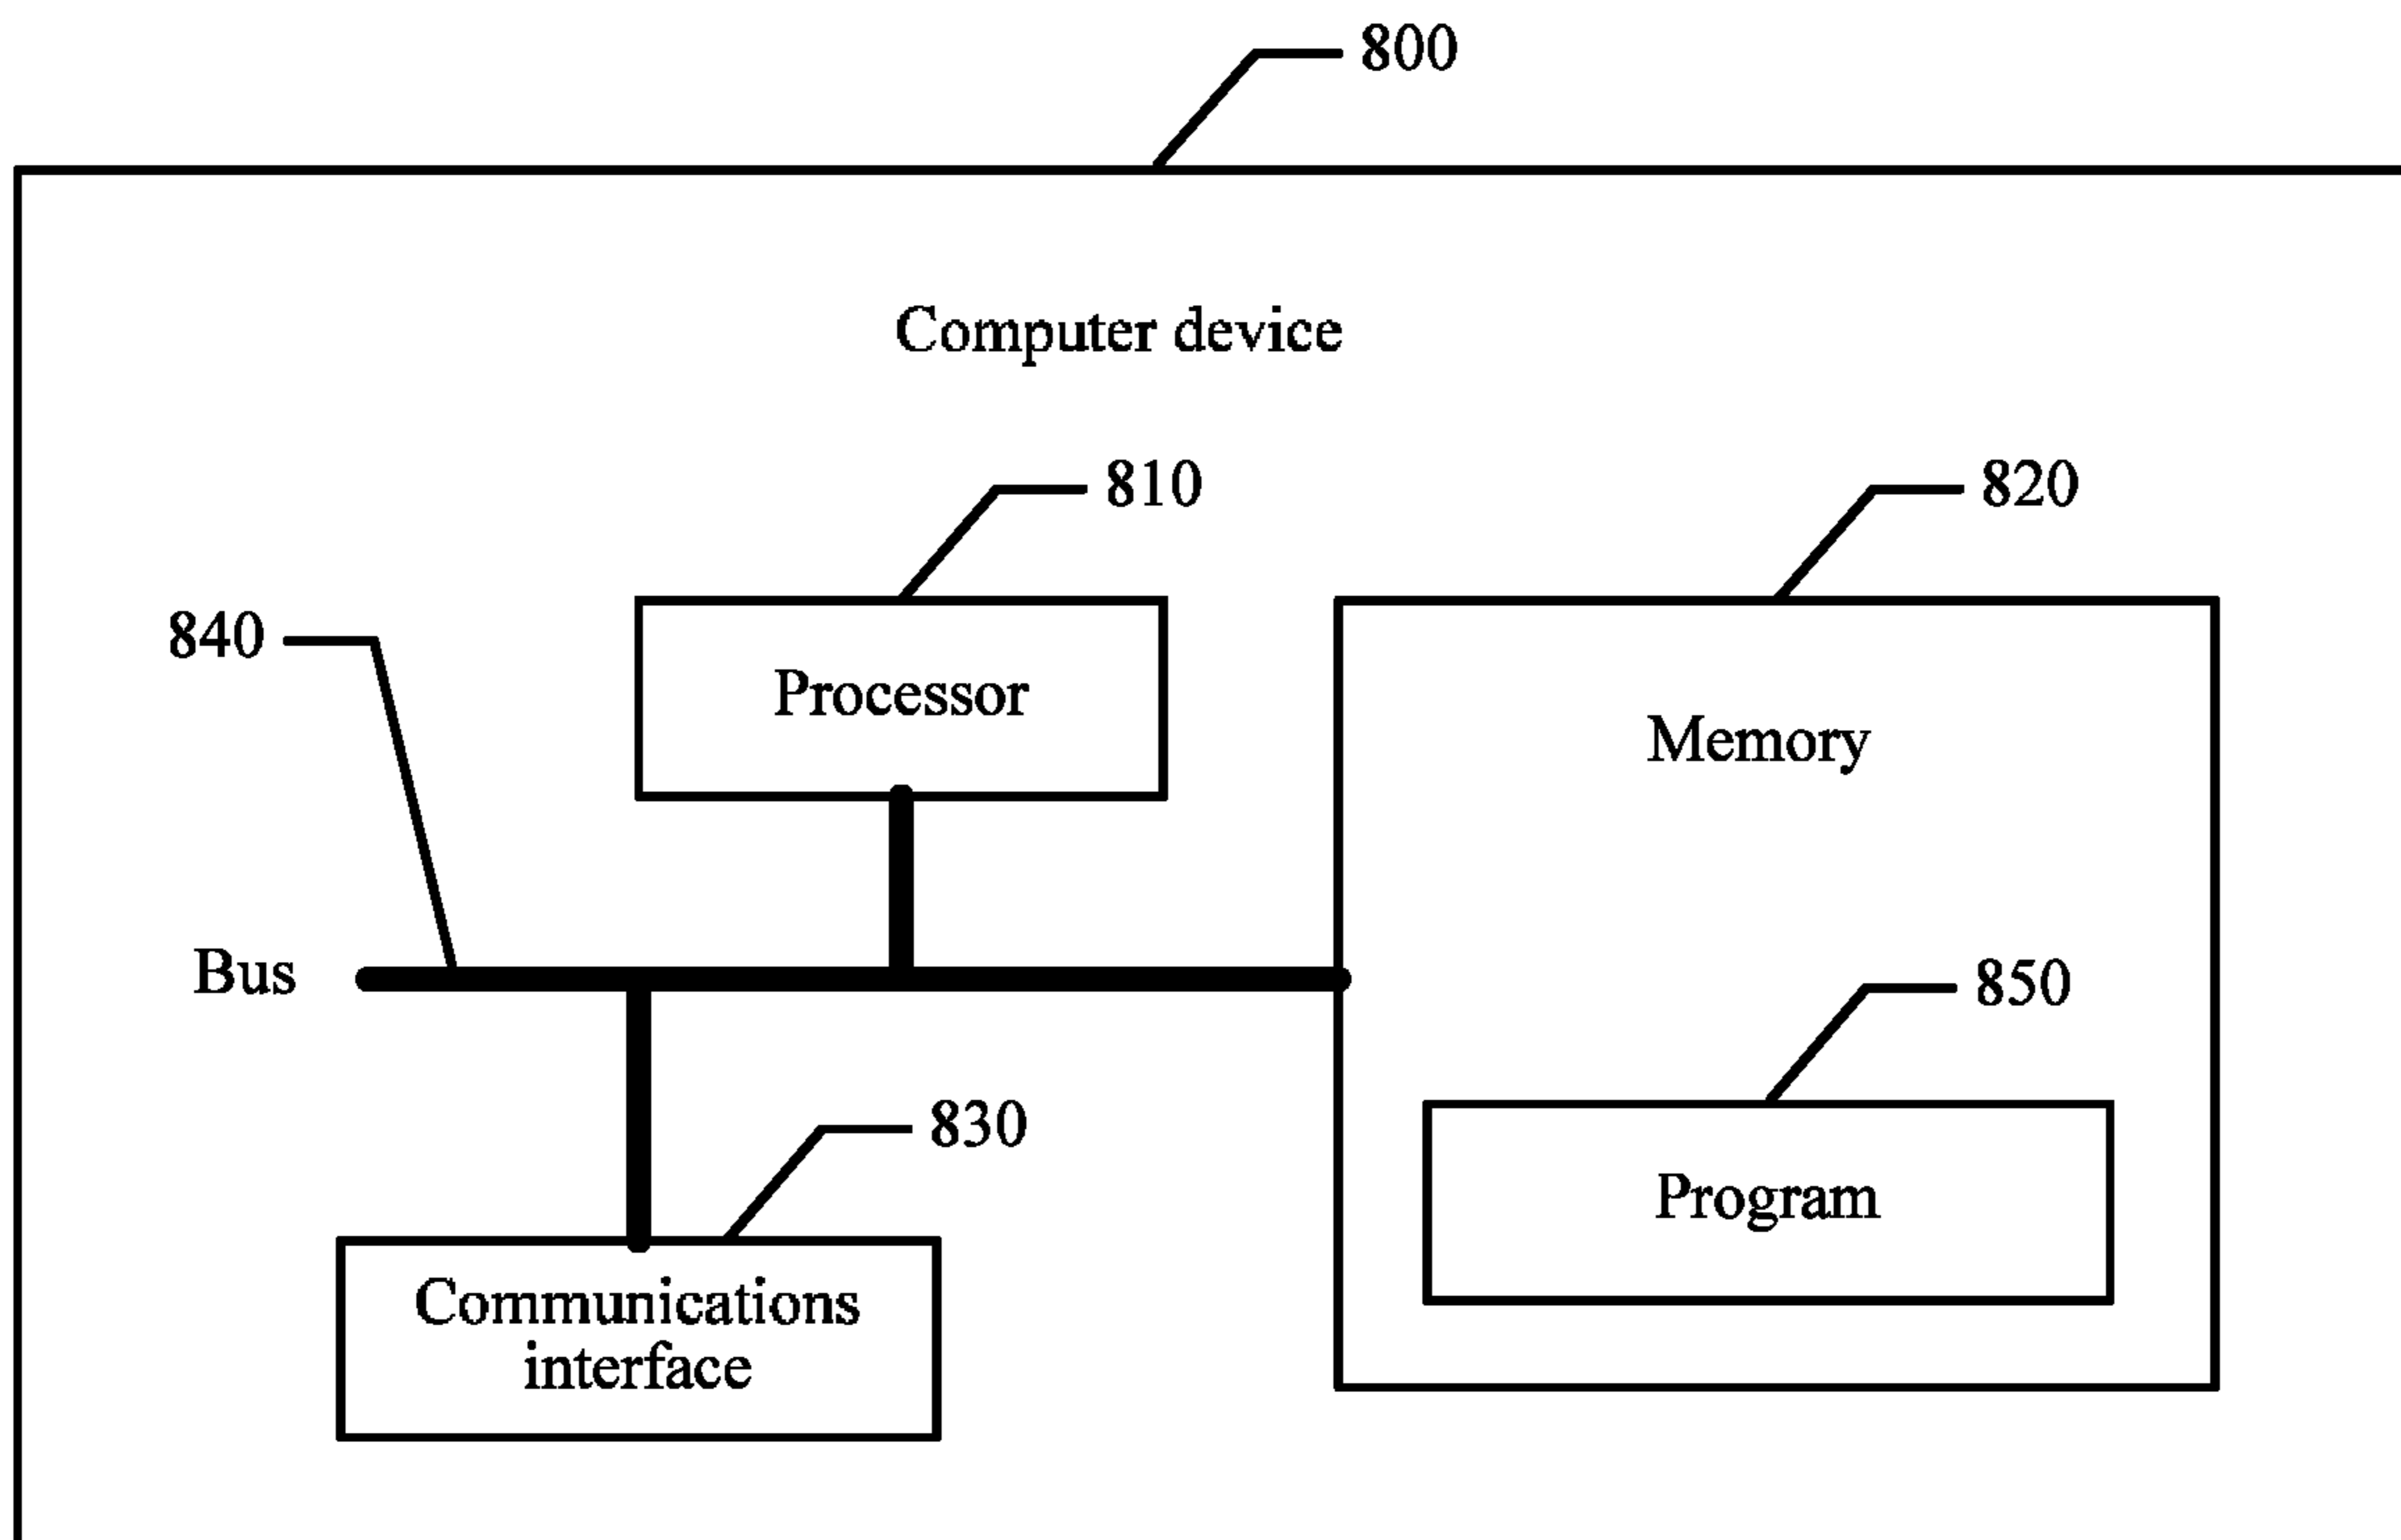 800
Computer device
810
820
840
Processor
Memory
Bus
850
830
Program
Communications
interface